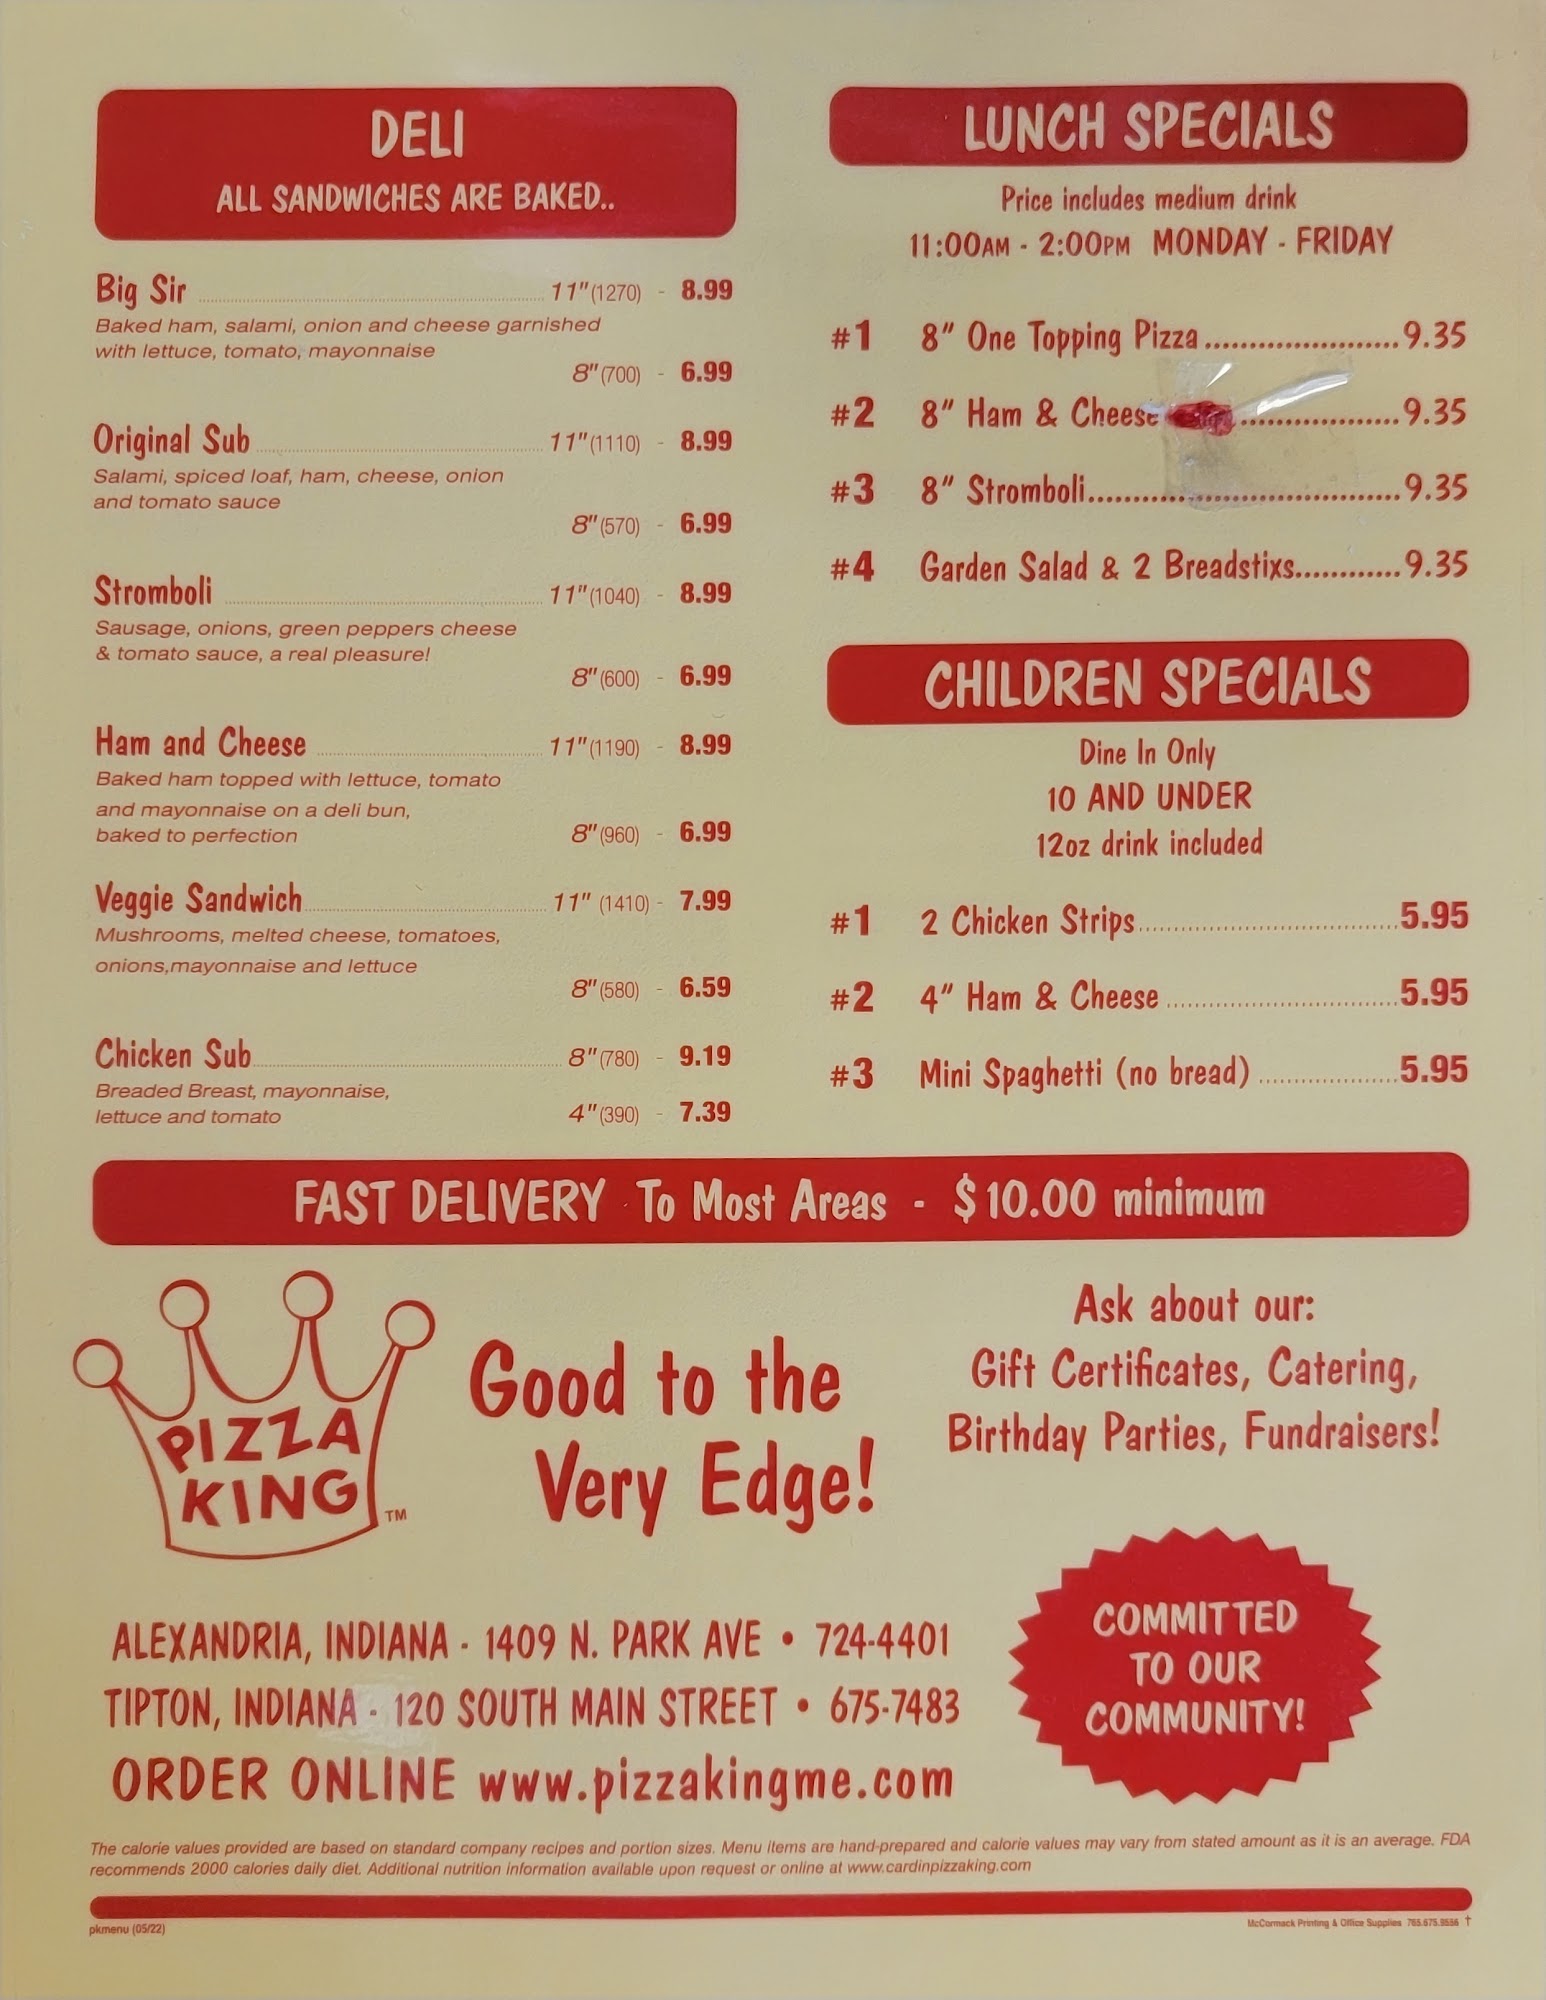 DELI
ALL SANDWICHES ARE BAKED..
Big Sir 11"(1270) - 8.99
Baked ham, salami, onion and cheese garnished
with lettuce, tomato, mayonnaise
8"(700) - 6.99
Original Sub 11"(1110) - 8.99
Salami, spiced loaf, ham, cheese, onion
and tomato sauce
8"(570) - 6.99
Stromboli 11"(1040) - 8.99
Sausage, onions, green peppers cheese
& tomato sauce, a real pleasure!
8"(600) - 6.99
Ham and Cheese 11"(1190) - 8.99
Baked ham topped with lettuce, tomato
and mayonnaise on a deli bun,
baked to perfection 8"(960) - 6.99
Veggie Sandwich 11" (1410) - 7.99
Mushrooms, melted cheese, tomatoes,
onions,mayonnaise and lettuce
8"(580) - 6.59
Chicken Sub 8"(780) - 9.19
Breaded Breast, mayonnaise,
lettuce and tomato 4"(390) - 7.39
LUNCH SPECIALS
Price includes medium drink
11:00AM - 2:00PM MONDAY - FRIDAY
#1 8" One Topping Pizza 9.35
#2 8" Ham & Cheese 9.35
#3 8" Stromboli 9.35
#4 Garden Salad & 2 Breadstixs 9.35
CHILDREN SPECIALS
Dine In Only
10 AND UNDER
12oz drink included
#1 2 Chicken Strips 5.95
#2 4" Ham & Cheese 5.95
#3 Mini Spaghetti (no bread) 5.95
FAST DELIVERY To Most Areas - $10.00 minimum
PIZZA
KING
TM
Good to the
Very Edge!
Ask about our:
Gift Certificates, Catering,
Birthday Parties, Fundraisers!
ALEXANDRIA, INDIANA - 1409 N. PARK AVE • 724-4401
TIPTON, INDIANA - 120 SOUTH MAIN STREET • 675-7483
ORDER ONLINE www.pizzakingme.com
COMMITTED
TO OUR
COMMUNITY!
The calorie values provided are based on standard company recipes and portion sizes. Menu items are hand-prepared and calorie values may vary from stated amount as it is an average. FDA
recommends 2000 calories daily diet. Additional nutrition information available upon request or online at www.cardinpizzaking.com
pkmenu (05/22)
McCormack Printing & Office Supplies 765.675.9556 †